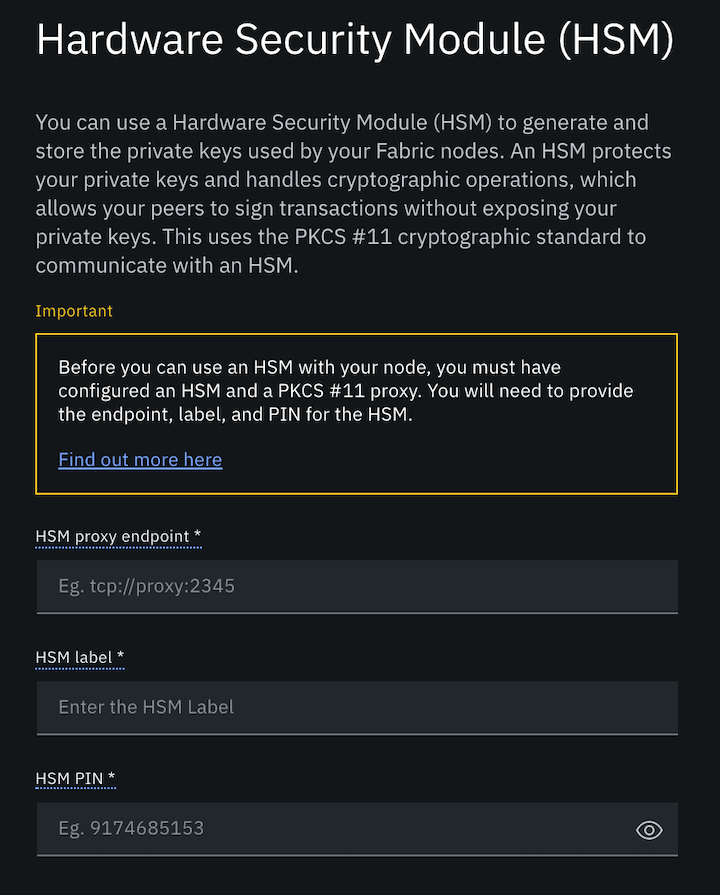 Hardware Security Module (HSM)
You can use a Hardware Security Module (HSM) to generate and
store the private keys used by your Fabric nodes. An HSM protects
your private keys and handles cryptographic operations, which
allows your peers to sign transactions without exposing your
private keys. This uses the PKCS #11 cryptographic standard to
communicate with an HSM.
Important
Before you can use an HSM with your node, you must have
configured an HSM and a PKCS #11 proxy. You will need to provide
the endpoint, label, and PIN for the HSM.
Find out more here
HSM proxy endpoint *
Eg. tcp://proxy:2345
HSM label *
Enter the HSM Label
HSM PIN *
Eg. 9174685153